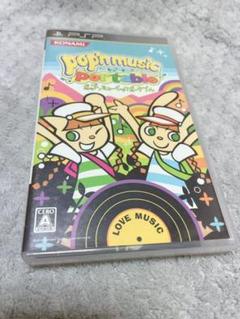 PSP
KONAMI
pop'n music
portable
LOVE MUSIC
CERO
A